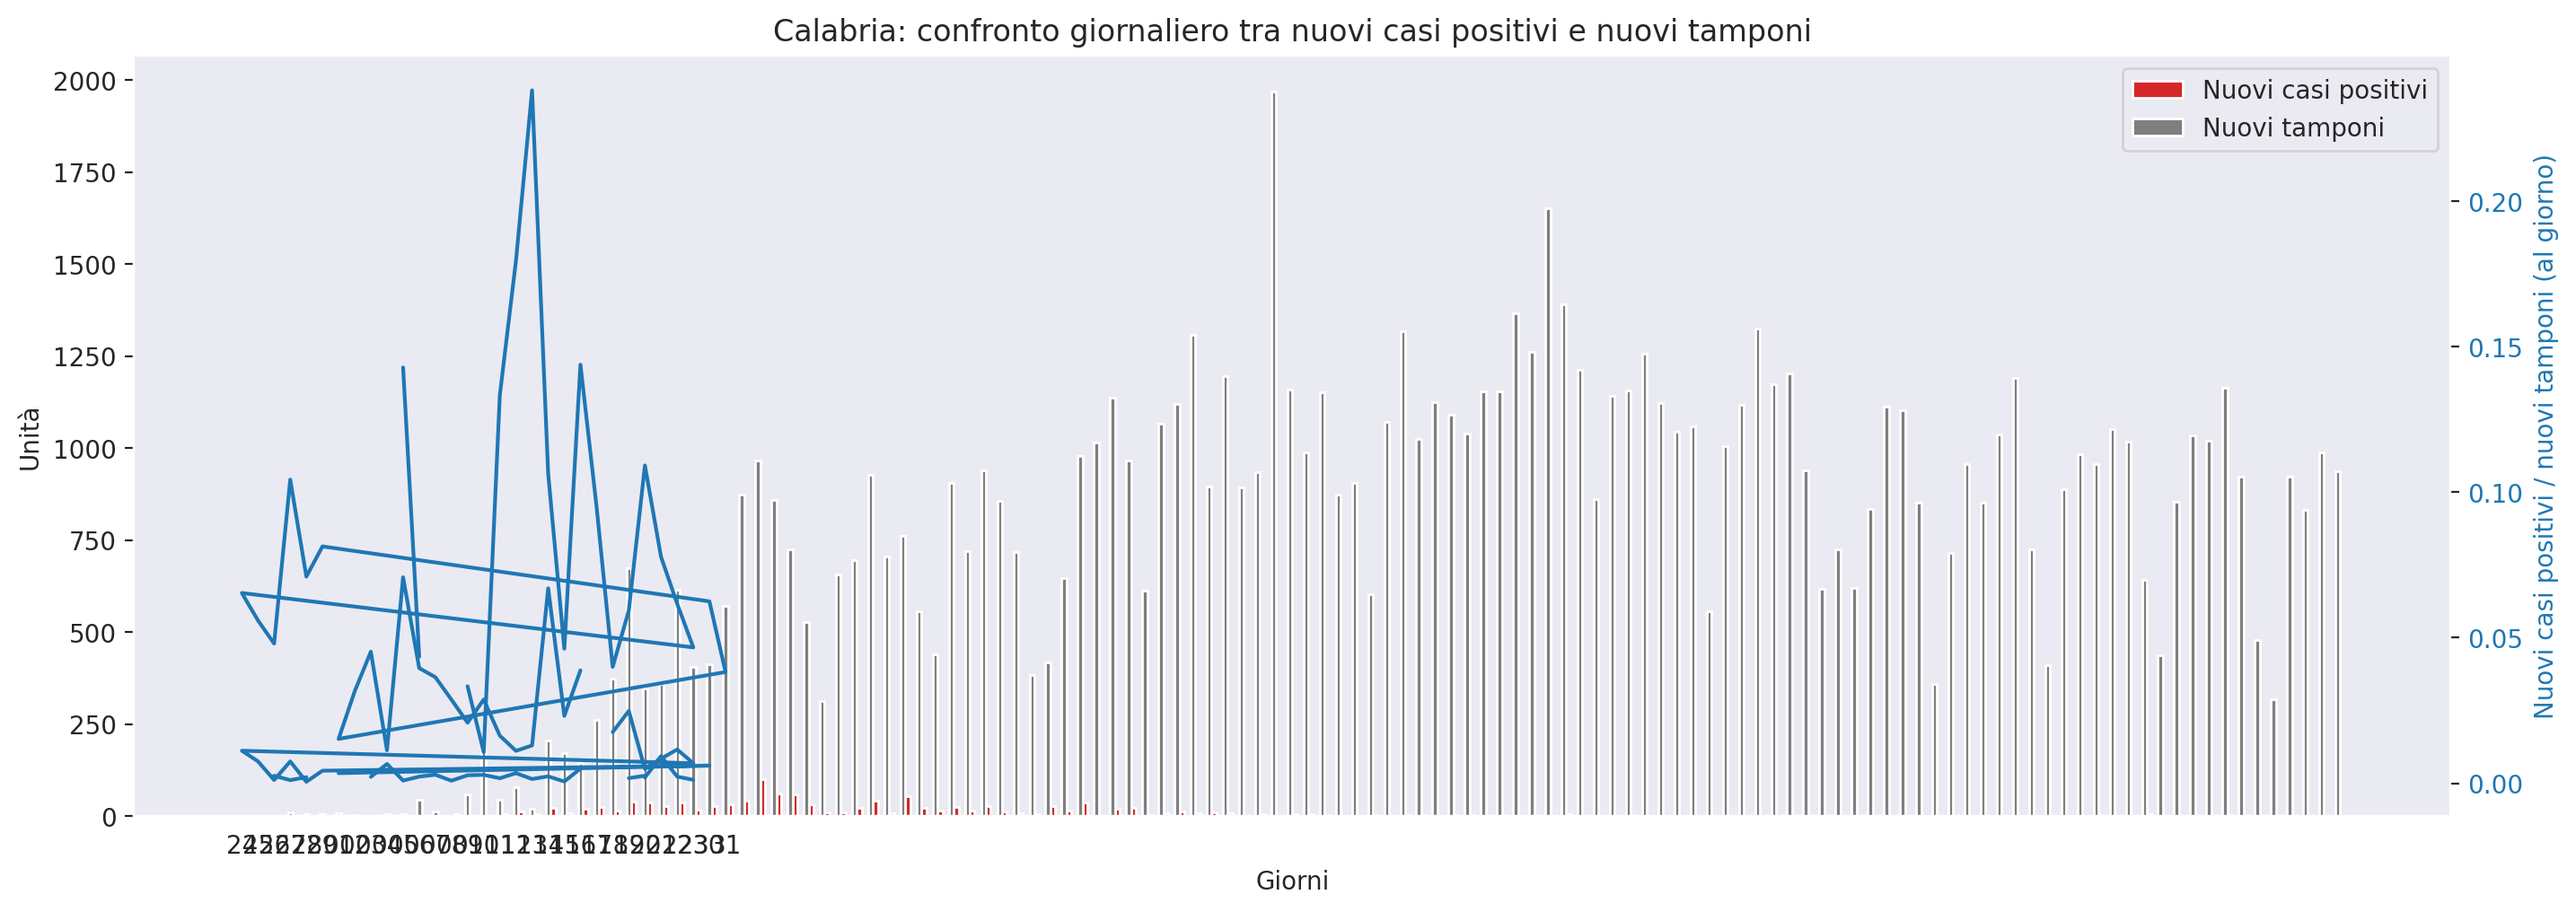 Calabria: confronto giornaliero tra nuovi casi positivi e nuovi tamponi
Nuovi casi positivi
Nuovi tamponi
2000
1750
1500
1250
1000
750
500
250
0
Unità
0.20
0.15
0.10
0.05
0.00
Nuovi casi positivi / nuovi tamponi (al giorno)
Giorni